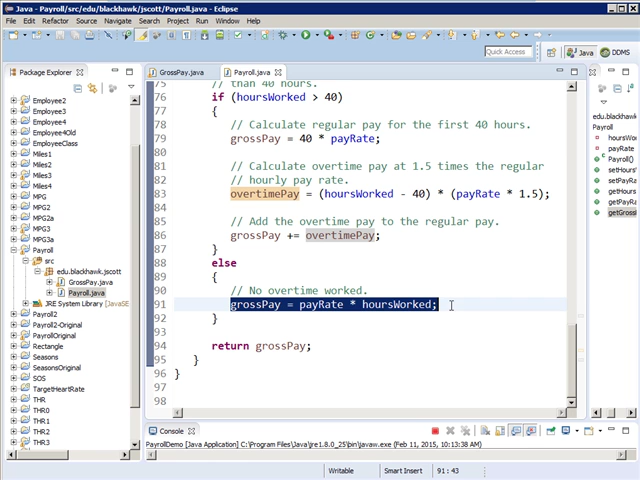 Java - Payroll/src/edu/blackhawk/jscott/Payroll.java - Eclipse
File Edit Source Refactor Navigate Search Project Run Window Help
Quick Access
Java
DDMS
Package Explorer
Employee2
Employee3
Employee4
Employee4Old
EmployeeClass
Miles1
Miles2
Miles3
Miles4
MPG
MPG2
MPG2a
MPG3
MPG3a
Payroll
src
edu.blackhawk.jscott
GrossPay.java
Payroll.java
JRE System Library [JavaSE
Payroll2
Payroll2-Original
Payroll-Original
Rectangle
Seasons
Seasons-Original
SOS
TargetHeartRate
THR
THR0
THR1
THR2
THR3
GrossPay.java
Payroll.java
75 // than 40 hours.
76 if (hoursWorked > 40)
77 {
78 // Calculate regular pay for the first 40 hours.
79 grossPay = 40 * payRate;
80
81 // Calculate overtime pay at 1.5 times the regular
82 // hourly pay rate.
83 overtimePay = (hoursWorked - 40) * (payRate * 1.5);
84
85 // Add the overtime pay to the regular pay.
86 grossPay += overtimePay;
87 }
88 else
89 {
90 // No overtime worked.
91 grossPay = payRate * hoursWorked;
92 }
93
94 return grossPay;
95 }
96 }
97
98
edu.blackhawk.
Payroll
hoursWo
payRate
Payroll()
setHours
setPayRa
getHours
getPayRa
getGross
Console
PayrollDemo [Java Application] C:\Program Files\Java\jre1.8.0_25\bin\javaw.exe (Feb 11, 2015, 10:13:38 AM)
Writable
Smart Insert
91 : 43